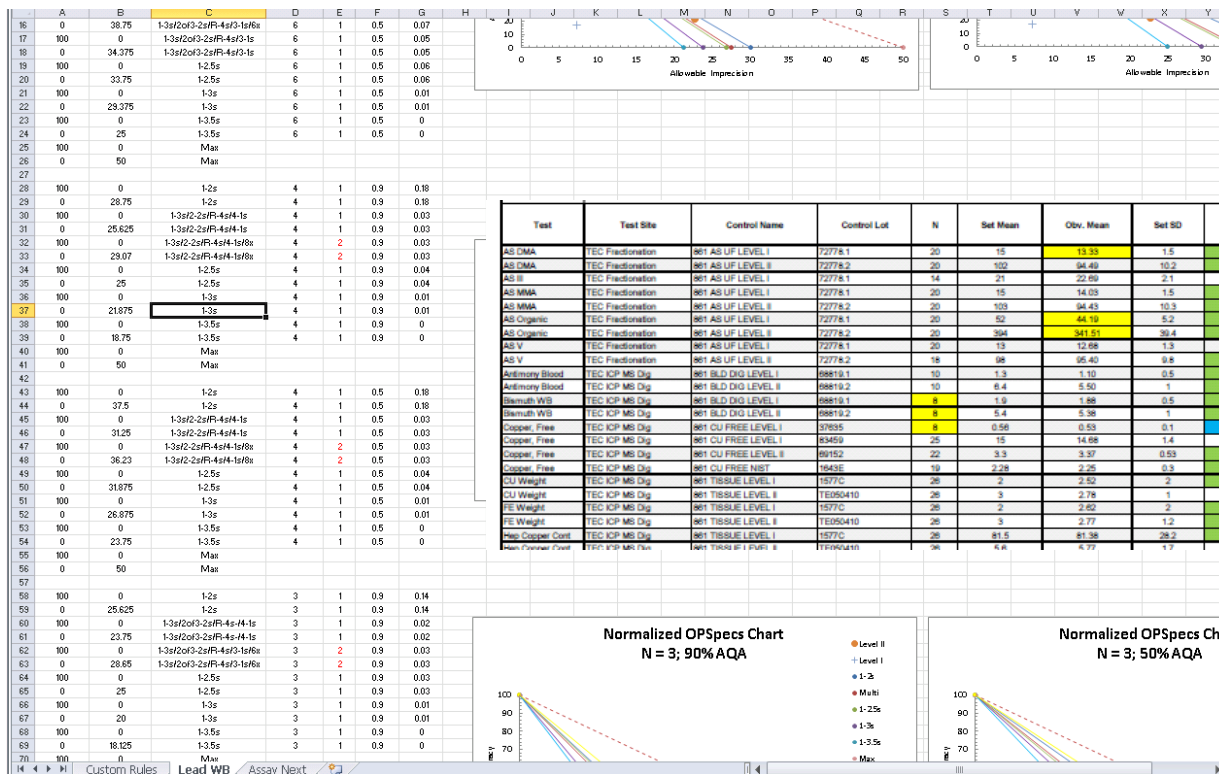 A B C D E F G H I J K L M N O P Q R S T U V W X Y
16 0 38.75 1-3s/2of3-2s/R-4s/3-1s/6x 6 1 0.5 0.07
17 100 0 1-3s/2of3-2s/R-4s/3-1s 6 1 0.5 0.05
18 0 34.375 1-3s/2of3-2s/R-4s/3-1s 6 1 0.5 0.05
19 100 0 1-2.5s 6 1 0.5 0.06
20 0 33.75 1-2.5s 6 1 0.5 0.06
21 100 0 1-3s 6 1 0.5 0.01
22 0 29.375 1-3s 6 1 0.5 0.01
23 100 0 1-3.5s 6 1 0.5 0
24 0 25 1-3.5s 6 1 0.5 0
25 100 0 Max
26 0 50 Max
27
28 100 0 1-2s 4 1 0.9 0.18
29 0 28.75 1-2s 4 1 0.9 0.18
30 100 0 1-3s/2-2s/R-4s/4-1s 4 1 0.9 0.03
31 0 25.625 1-3s/2-2s/R-4s/4-1s 4 1 0.9 0.03
32 100 0 1-3s/2-2s/R-4s/4-1s/8x 4 2 0.9 0.03
33 0 29.07 1-3s/2-2s/R-4s/4-1s/8x 4 2 0.9 0.03
34 100 0 1-2.5s 4 1 0.9 0.04
35 0 25 1-2.5s 4 1 0.9 0.04
36 100 0 1-3s 4 1 0.9 0.01
37 0 21.875 1-3s 4 1 0.9 0.01
38 100 0 1-3.5s 4 1 0.9 0
39 0 18.75 1-3.5s 4 1 0.9 0
40 100 0 Max
41 0 50 Max
42
43 100 0 1-2s 4 1 0.5 0.18
44 0 37.5 1-2s 4 1 0.5 0.18
45 100 0 1-3s/2-2s/R-4s/4-1s 4 1 0.5 0.03
46 0 31.25 1-3s/2-2s/R-4s/4-1s 4 1 0.5 0.03
47 100 0 1-3s/2-2s/R-4s/4-1s/8x 4 2 0.5 0.03
48 0 36.23 1-3s/2-2s/R-4s/4-1s/8x 4 2 0.5 0.03
49 100 0 1-2.5s 4 1 0.5 0.04
50 0 31.875 1-2.5s 4 1 0.5 0.04
51 100 0 1-3s 4 1 0.5 0.01
52 0 26.875 1-3s 4 1 0.5 0.01
53 100 0 1-3.5s 4 1 0.5 0
54 0 23.75 1-3.5s 4 1 0.5 0
55 100 0 Max
56 0 50 Max
57
58 100 0 1-2s 3 1 0.9 0.14
59 0 25.625 1-2s 3 1 0.9 0.14
60 100 0 1-3s/2of3-2s/R-4s-/4-1s 3 1 0.9 0.02
61 0 23.75 1-3s/2of3-2s/R-4s-/4-1s 3 1 0.9 0.02
62 100 0 1-3s/2of3-2s/R-4s/3-1s/6x 3 2 0.9 0.03
63 0 28.65 1-3s/2of3-2s/R-4s/3-1s/6x 3 2 0.9 0.03
64 100 0 1-2.5s 3 1 0.9 0.03
65 0 25 1-2.5s 3 1 0.9 0.03
66 100 0 1-3s 3 1 0.9 0.01
67 0 20 1-3s 3 1 0.9 0.01
68 100 0 1-3.5s 3 1 0.9 0
69 0 18.125 1-3.5s 3 1 0.9 0
70 100 0 Max
10
0
0 5 10 15 20 25 30 35 40 45 50
Allowable Imprecision
10
0
0 5 10 15 20 25 30
Allowable Imprecision
Test Test Site Control Name Control Lot N Set Mean Obv. Mean Set SD
AS DMA TEC Fractionation 861 AS UF LEVEL I 72778.1 20 15 13.33 1.5
AS DMA TEC Fractionation 861 AS UF LEVEL II 72778.2 20 102 94.49 10.2
AS III TEC Fractionation 861 AS UF LEVEL I 72778.1 14 21 22.69 2.1
AS MMA TEC Fractionation 861 AS UF LEVEL I 72778.1 20 15 14.03 1.5
AS MMA TEC Fractionation 861 AS UF LEVEL II 72778.2 20 103 94.43 10.3
AS Organic TEC Fractionation 861 AS UF LEVEL I 72778.1 20 52 44.19 5.2
AS Organic TEC Fractionation 861 AS UF LEVEL II 72778.2 20 394 341.51 39.4
AS V TEC Fractionation 861 AS UF LEVEL I 72778.1 20 13 12.68 1.3
AS V TEC Fractionation 861 AS UF LEVEL II 72778.2 18 98 95.40 9.8
Antimony Blood TEC ICP MS Dig 861 BLD DIG LEVEL I 68819.1 10 1.3 1.10 0.5
Antimony Blood TEC ICP MS Dig 861 BLD DIG LEVEL II 68819.2 10 6.4 5.50 1
Bismuth WB TEC ICP MS Dig 861 BLD DIG LEVEL I 68819.1 8 1.9 1.88 0.5
Bismuth WB TEC ICP MS Dig 861 BLD DIG LEVEL II 68819.2 8 5.4 5.38 1
Copper, Free TEC ICP MS Dig 861 CU FREE LEVEL I 37635 8 0.56 0.53 0.1
Copper, Free TEC ICP MS Dig 861 CU FREE LEVEL I 83459 25 15 14.68 1.4
Copper, Free TEC ICP MS Dig 861 CU FREE LEVEL II 69152 22 3.3 3.37 0.53
Copper, Free TEC ICP MS Dig 861 CU FREE NIST 1643E 19 2.28 2.25 0.3
CU Weight TEC ICP MS Dig 861 TISSUE LEVEL I 1577C 26 2 2.52 2
CU Weight TEC ICP MS Dig 861 TISSUE LEVEL II TE050410 26 3 2.78 1
FE Weight TEC ICP MS Dig 861 TISSUE LEVEL I 1577C 26 2 2.62 2
FE Weight TEC ICP MS Dig 861 TISSUE LEVEL II TE050410 26 3 2.77 1.2
Hep Copper Cont TEC ICP MS Dig 861 TISSUE LEVEL I 1577C 26 81.5 81.38 28.2
Hep Copper Cont TEC ICP MS Dig 861 TISSUE LEVEL II TE050410 26 5.6 5.77 1.7
Normalized OPSpecs Chart
N = 3; 90% AQA
Level II
Level I
1-2s
Multi
1-2.5s
1-3s
1-3.5s
Max
100
90
80
70
Normalized OPSpecs Ch
N = 3; 50% AQA
100
90
80
70
Custom Rules Lead WB Assay Next